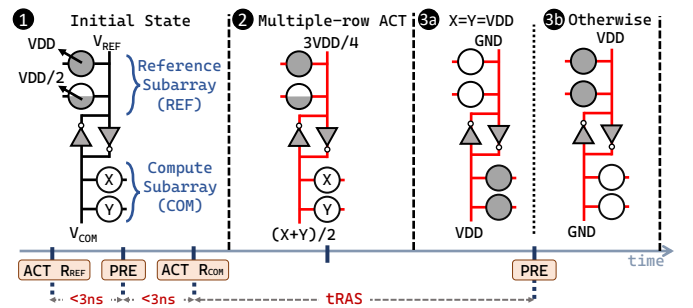 1 Initial State
2 Multiple-row ACT
3a X=Y=VDD
3b Otherwise
VDD
VREF
VDD/2
Reference
Subarray
(REF)
X
Y
Compute
Subarray
(COM)
VCOM
3VDD/4
X
Y
(X+Y)/2
GND
VDD
VDD
GND
time
ACT RREF
PRE
ACT RCOM
PRE
<3ns
<3ns
tRAS